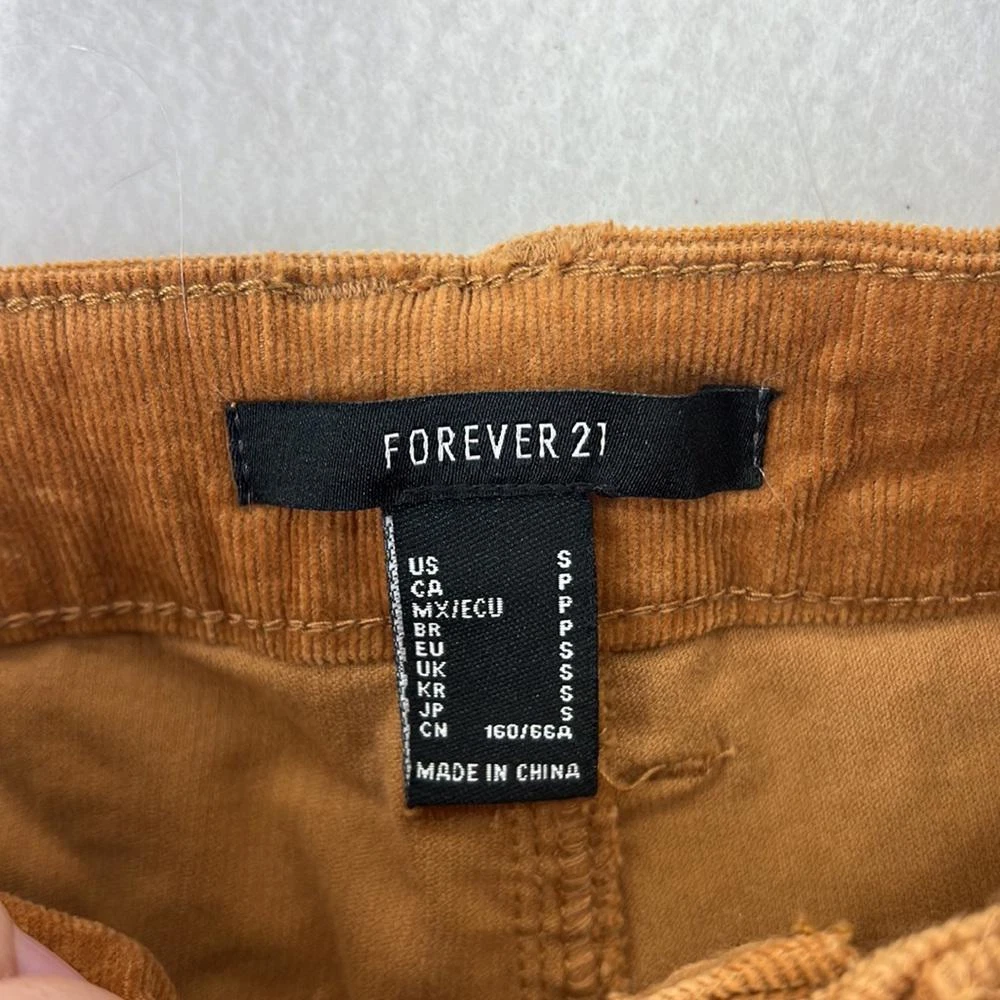 FOREVER 21
US S
CA P
MX/ECU P
BR P
EU S
UK S
KR S
JP S
CN 160/66A
MADE IN CHINA